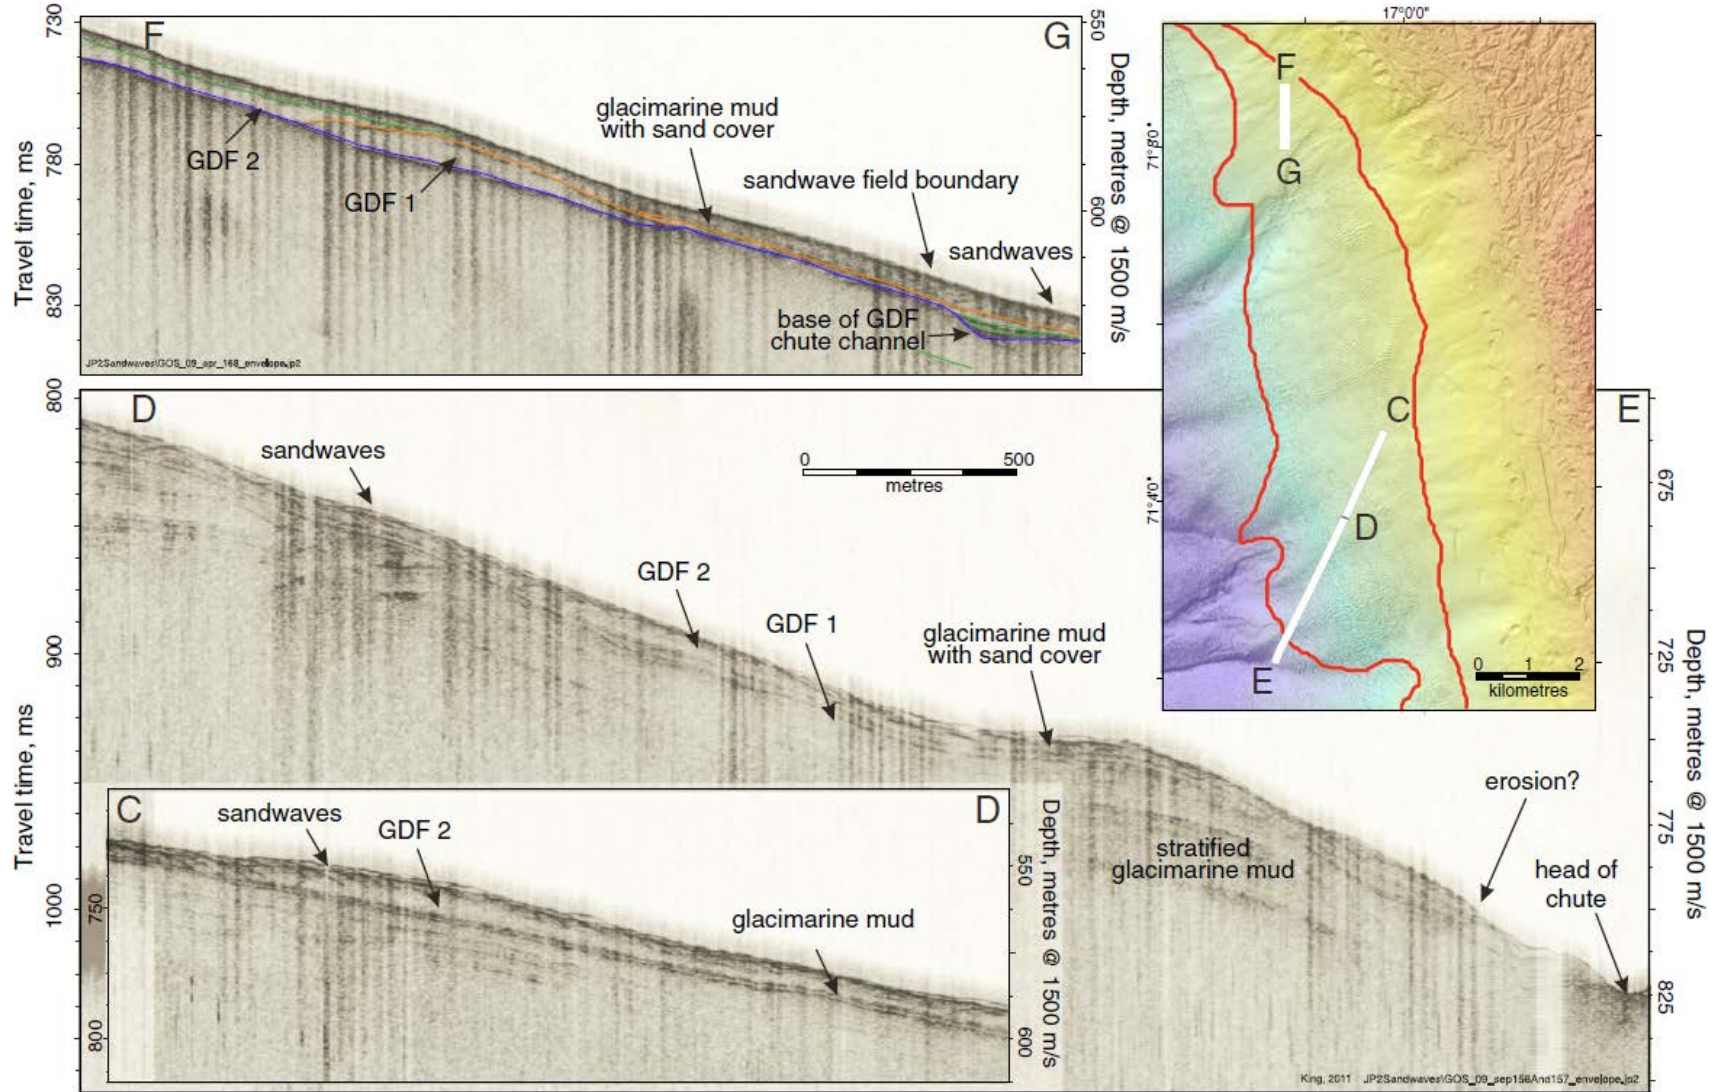 F
G
730
780
830
Travel time, ms
550
600
Depth, metres @ 1500 m/s
GDF 2
GDF 1
glacimarine mud
with sand cover
sandwave field boundary
sandwaves
base of GDF
chute channel
JP2Sandwaves\GOS_09_apr_168_envelope.jp2
17°0'0"
71°8'0"
71°4'0"
F
G
C
D
E
0 1 2
kilometres
D
E
800
900
1000
Travel time, ms
675
725
775
825
Depth, metres @ 1500 m/s
sandwaves
0 500
metres
GDF 2
GDF 1
glacimarine mud
with sand cover
stratified
glacimarine mud
erosion?
head of
chute
C
D
750
800
550
600
Depth, metres @ 1500 m/s
sandwaves
GDF 2
glacimarine mud
King, 2011 JP2Sandwaves\GOS_09_sep156And157_envelope.jp2